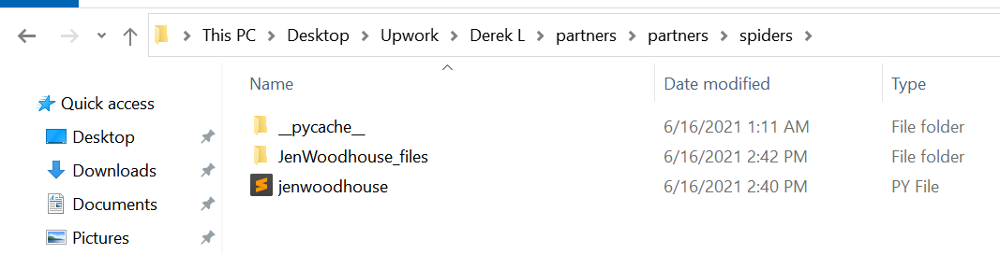 This PC > Desktop > Upwork > Derek L > partners > partners > spiders >
Name Date modified Type
Quick access
Desktop
Downloads
Documents
Pictures
__pycache__ 6/16/2021 1:11 AM File folder
JenWoodhouse_files 6/16/2021 2:42 PM File folder
jenwoodhouse 6/16/2021 2:40 PM PY File